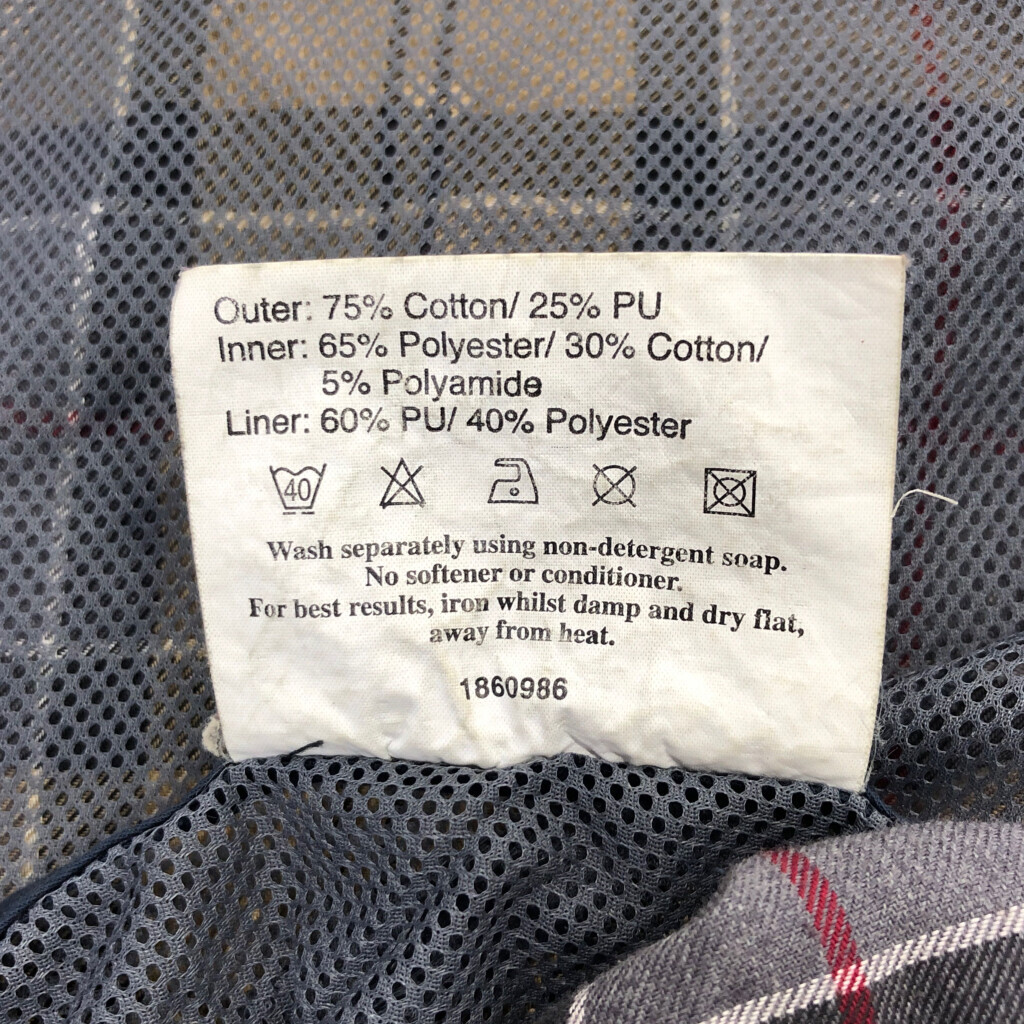 Outer: 75% Cotton/ 25% PU
Inner: 65% Polyester/ 30% Cotton/
5% Polyamide
Liner: 60% PU/ 40% Polyester
40
Wash separately using non-detergent soap.
No softener or conditioner.
For best results, iron whilst damp and dry flat,
away from heat.
1860986